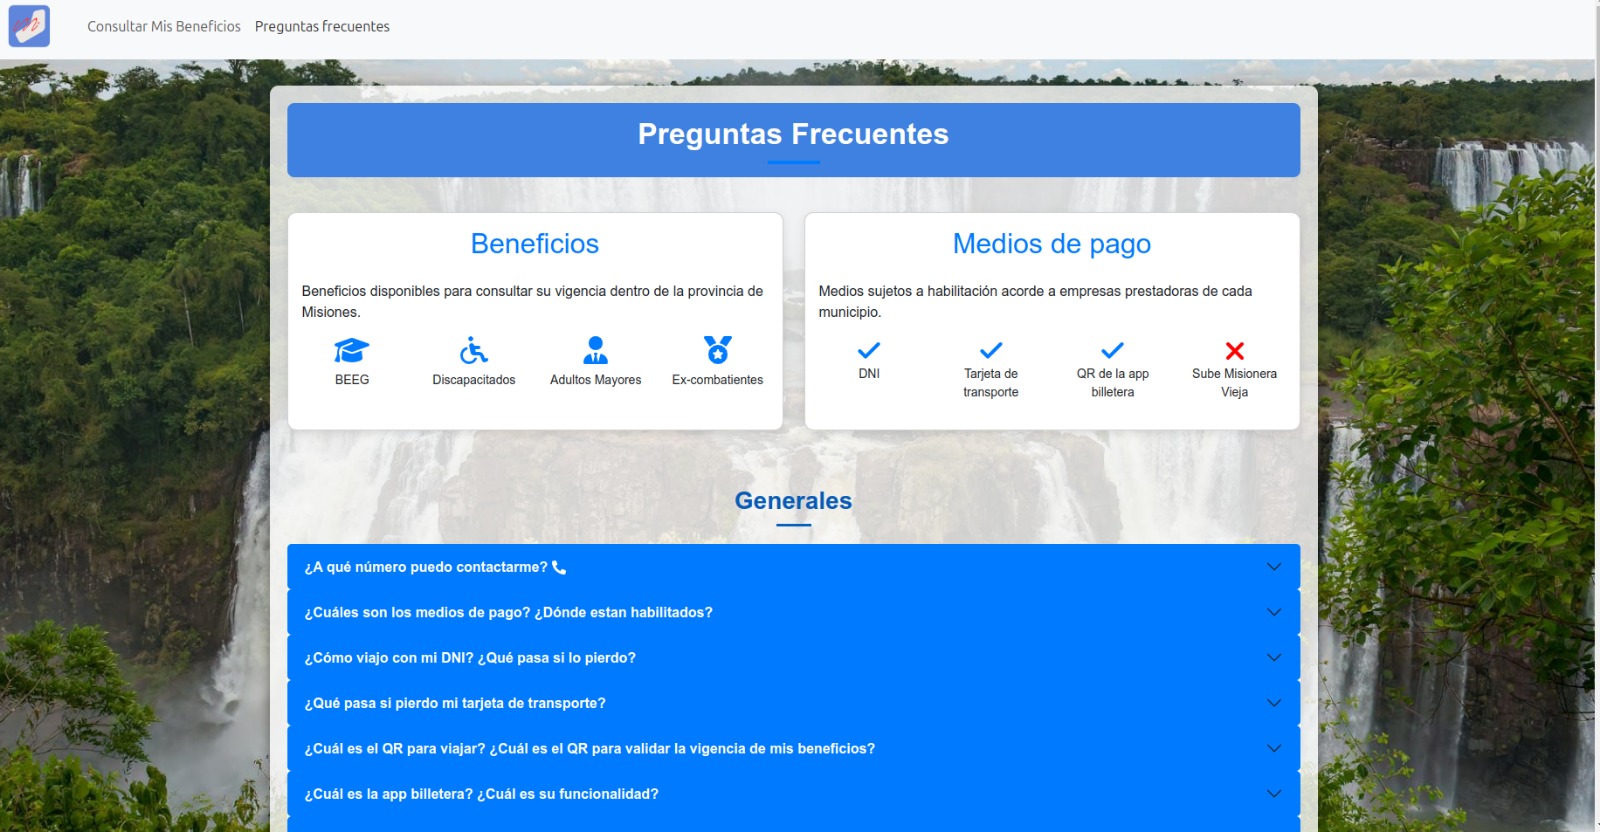 Consultar Mis Beneficios Preguntas frecuentes
Preguntas Frecuentes
Beneficios
Beneficios disponibles para consultar su vigencia dentro de la provincia de
Misiones.
BEEG
Discapacitados
Adultos Mayores
Ex-combatientes
Medios de pago
Medios sujetos a habilitación acorde a empresas prestadoras de cada
municipio.
DNI
Tarjeta de
transporte
QR de la app
billetera
Sube Misionera
Vieja
Generales
¿A qué número puedo contactarme?
¿Cuáles son los medios de pago? ¿Dónde estan habilitados?
¿Cómo viajo con mi DNI? ¿Qué pasa si lo pierdo?
¿Qué pasa si pierdo mi tarjeta de transporte?
¿Cuál es el QR para viajar? ¿Cuál es el QR para validar la vigencia de mis beneficios?
¿Cuál es la app billetera? ¿Cuál es su funcionalidad?